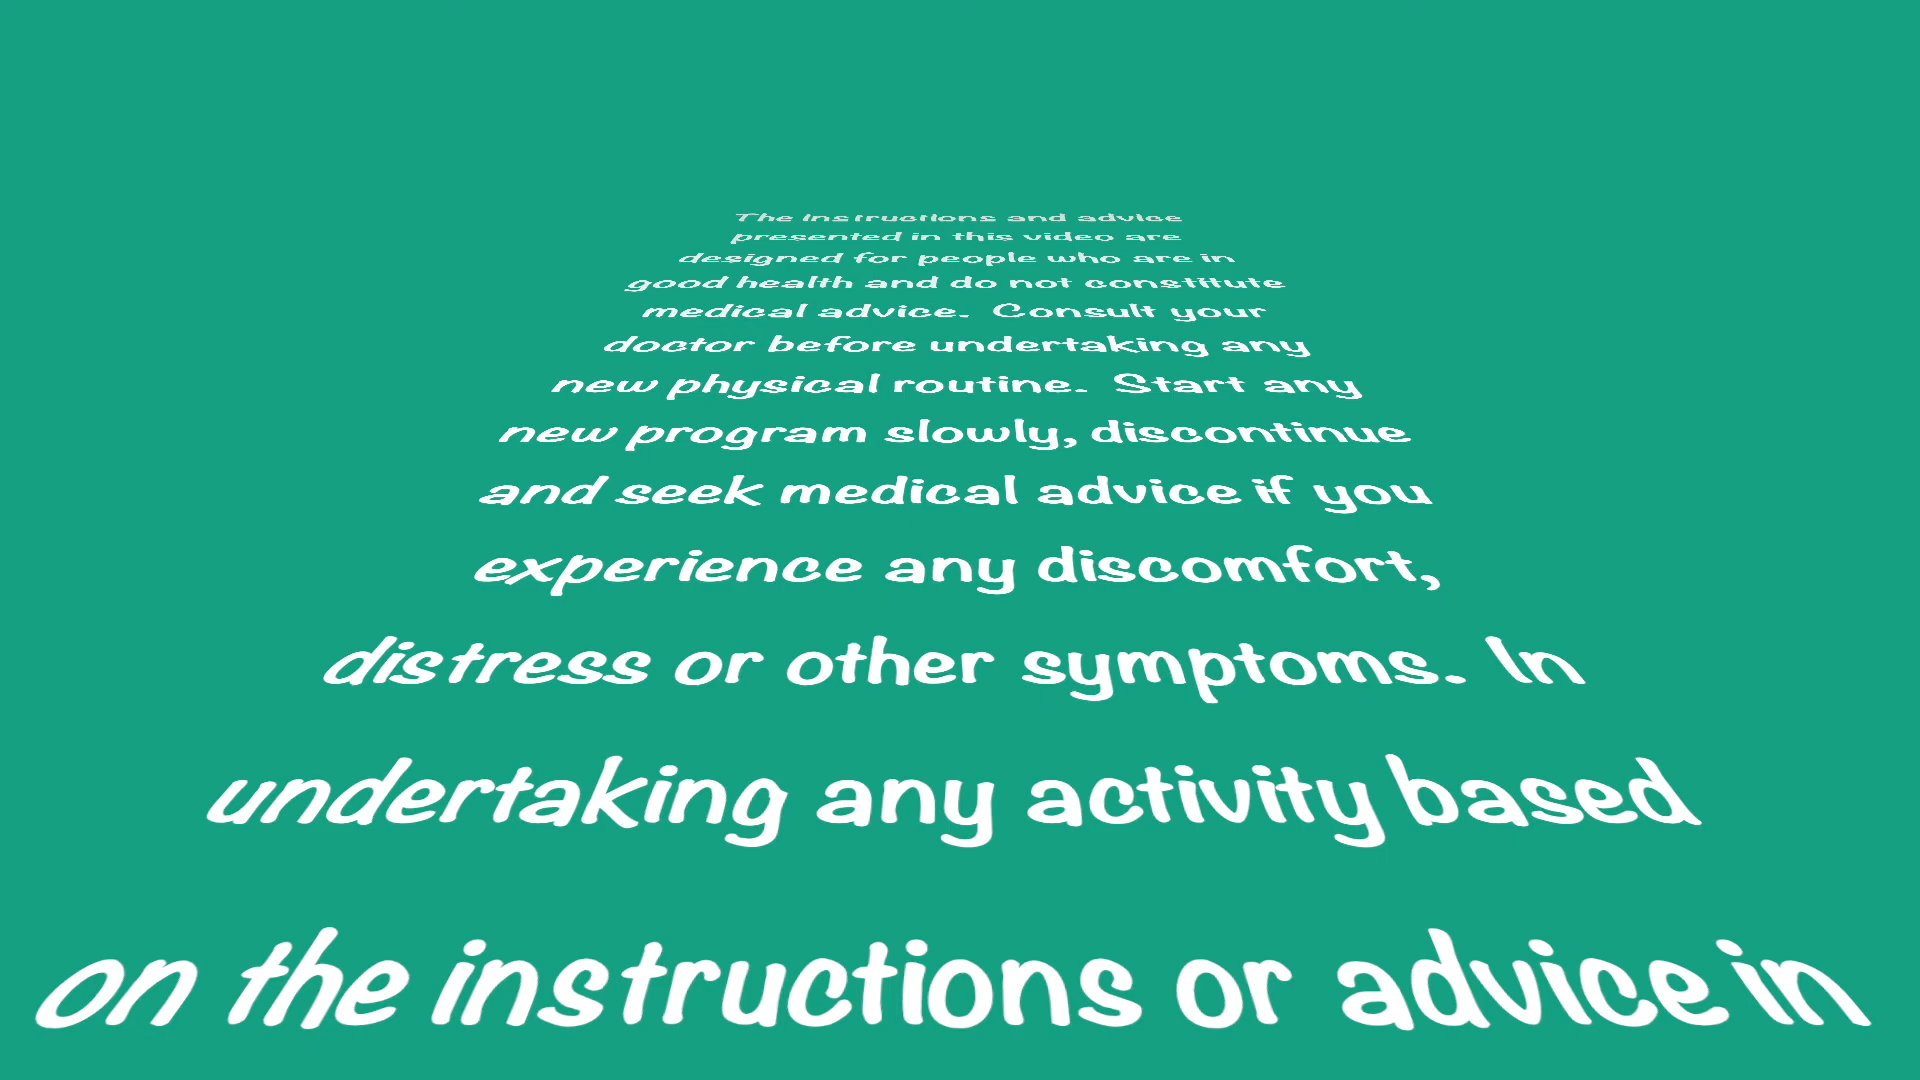 The instructions and advice
presented in this video are
designed for people who are in
good health and do not constitute
medical advice.  Consult your
doctor before undertaking any
new physical routine.  Start any
new program slowly, discontinue
and seek medical advice if you
experience any discomfort,
distress or other symptoms.  In
undertaking any activity based
on the instructions or advice in